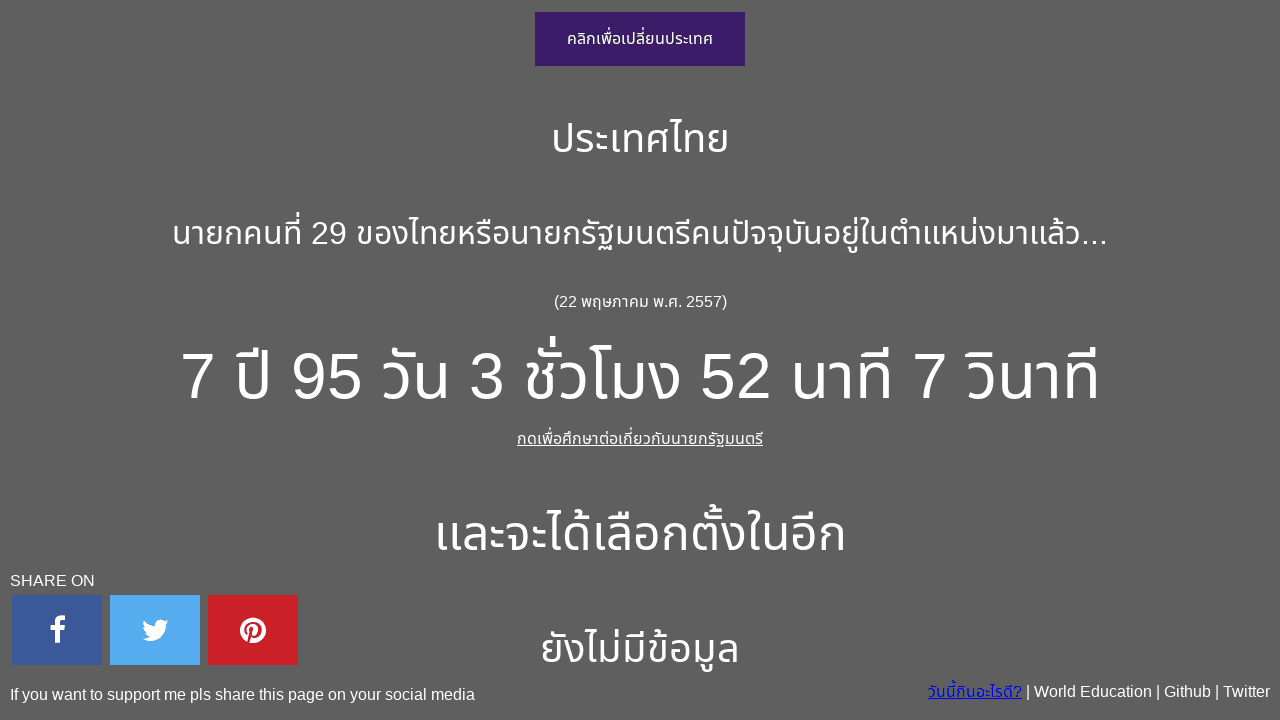 คลิกเพื่อเปลี่ยนประเทศ
ประเทศไทย
นายกคนที่ 29 ของไทยหรือนายกรัฐมนตรีคนปัจจุบันอยู่ในตำแหน่งมาแล้ว...
(22 พฤษภาคม พ.ศ. 2557)
7 ปี 95 วัน 3 ชั่วโมง 52 นาที 7 วินาที
กดเพื่อศึกษาต่อเกี่ยวกับนายกรัฐมนตรี
และจะได้เลือกตั้งในอีก
SHARE ON
ยังไม่มีข้อมูล
If you want to support me pls share this page on your social media
วันนี้กินอะไรดี? | World Education | Github | Twitter